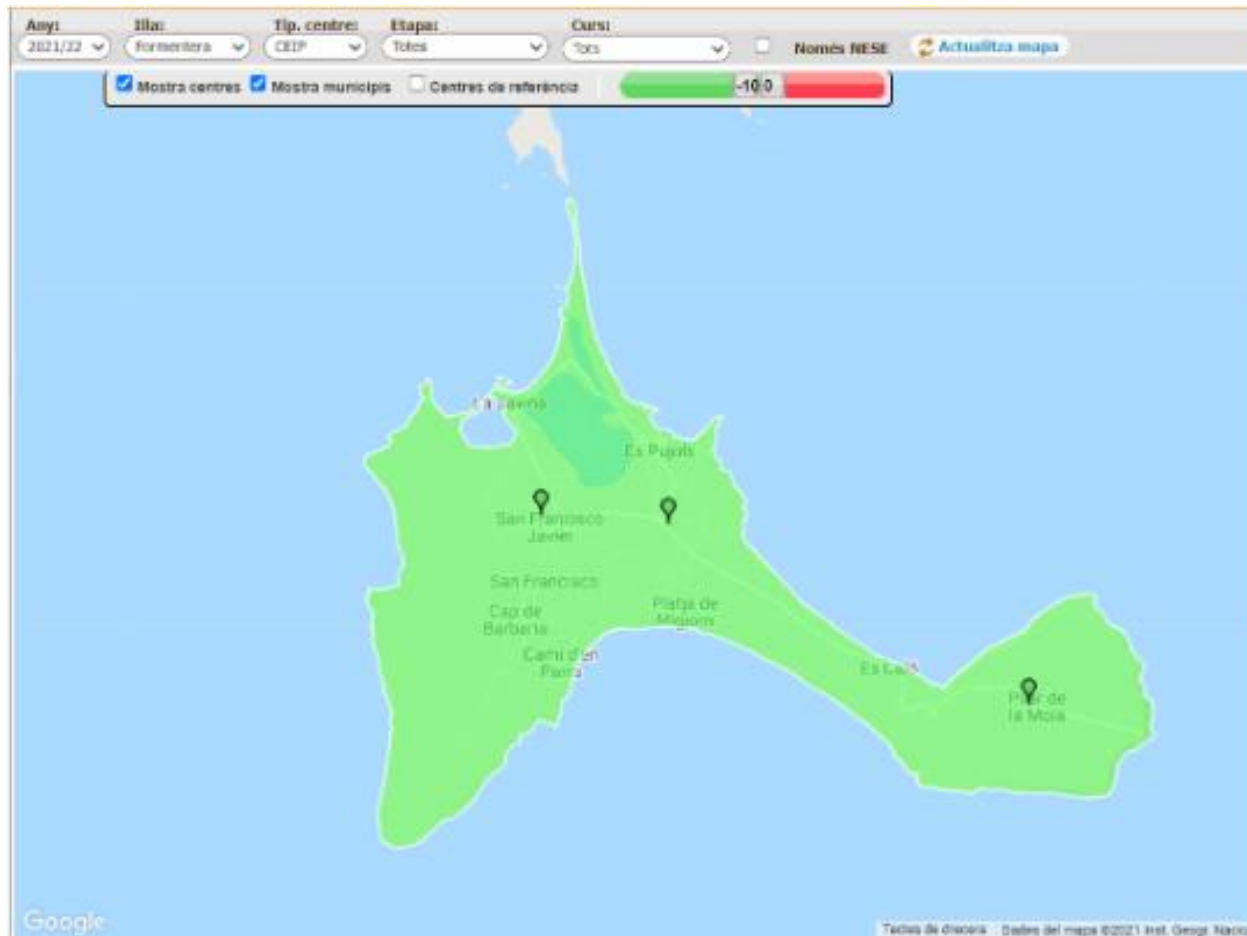 Any: Illa: Tip. centre: Etapa: Curs:
2021/22 Formentera CEIP Totes Tots Només NESE Actualitza mapa
Mostra centres Mostra municipis Centres de referència -10 0
La Savina
Es Pujols
San Francisco
Javier
San Francisco
Cap de
Barbaria
Platja de
Migjorn
Camí d'en
Parra
Es Caló
Pilar de
la Mola
Google
Tecles de drecera Dades del mapa ©2021 Inst. Geogr. Nacio